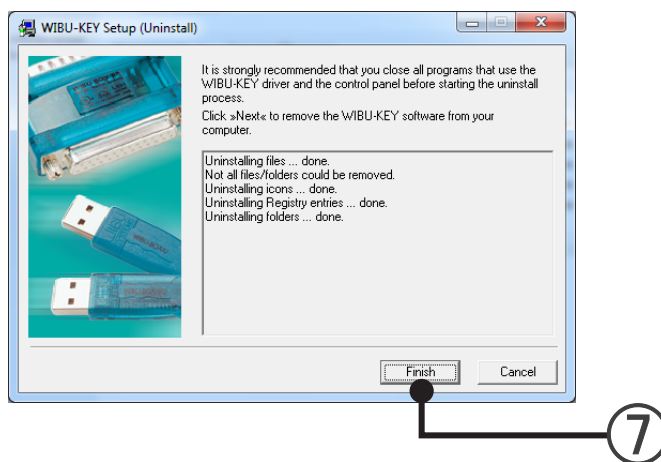 WIBU-KEY Setup (Uninstall)
It is strongly recommended that you close all programs that use the
WIBU-KEY driver and the control panel before starting the uninstall
process.
Click »Next« to remove the WIBU-KEY software from your
computer.
Uninstalling files ... done.
Not all files/folders could be removed.
Uninstalling icons ... done.
Uninstalling Registry entries ... done.
Uninstalling folders ... done.
Finish
Cancel
7